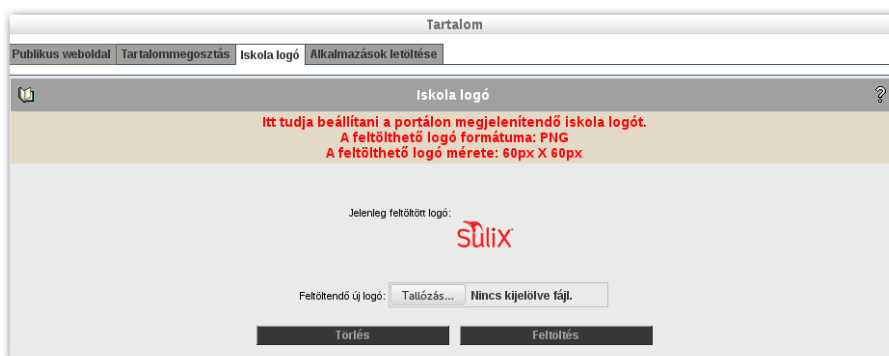 Tartalom
Publikus weboldal Tartalommegosztás Iskola logó Alkalmazások letöltése
Iskola logó ?
Itt tudja beállítani a portálon megjelenítendő iskola logót.
A feltölthető logó formátuma: PNG
A feltölthető logó mérete: 60px X 60px
Jelenleg feltöltött logó:
SuliX
Feltöltendő új logó: Tallózás... Nincs kijelölve fájl.
Törlés Feltöltés